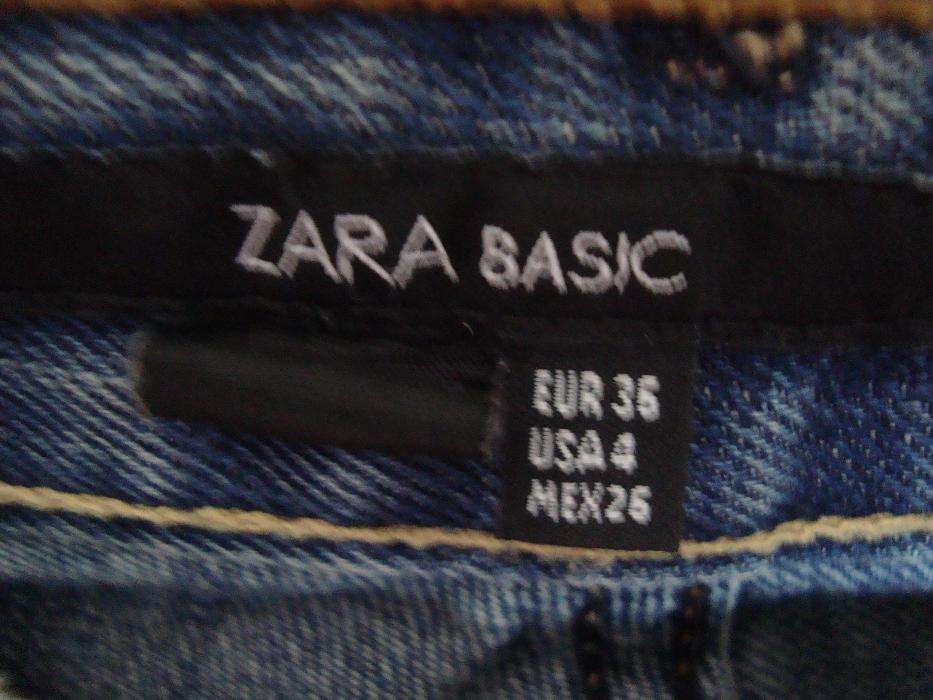 ZARA BASIC
EUR 36
USA 4
MEX 26